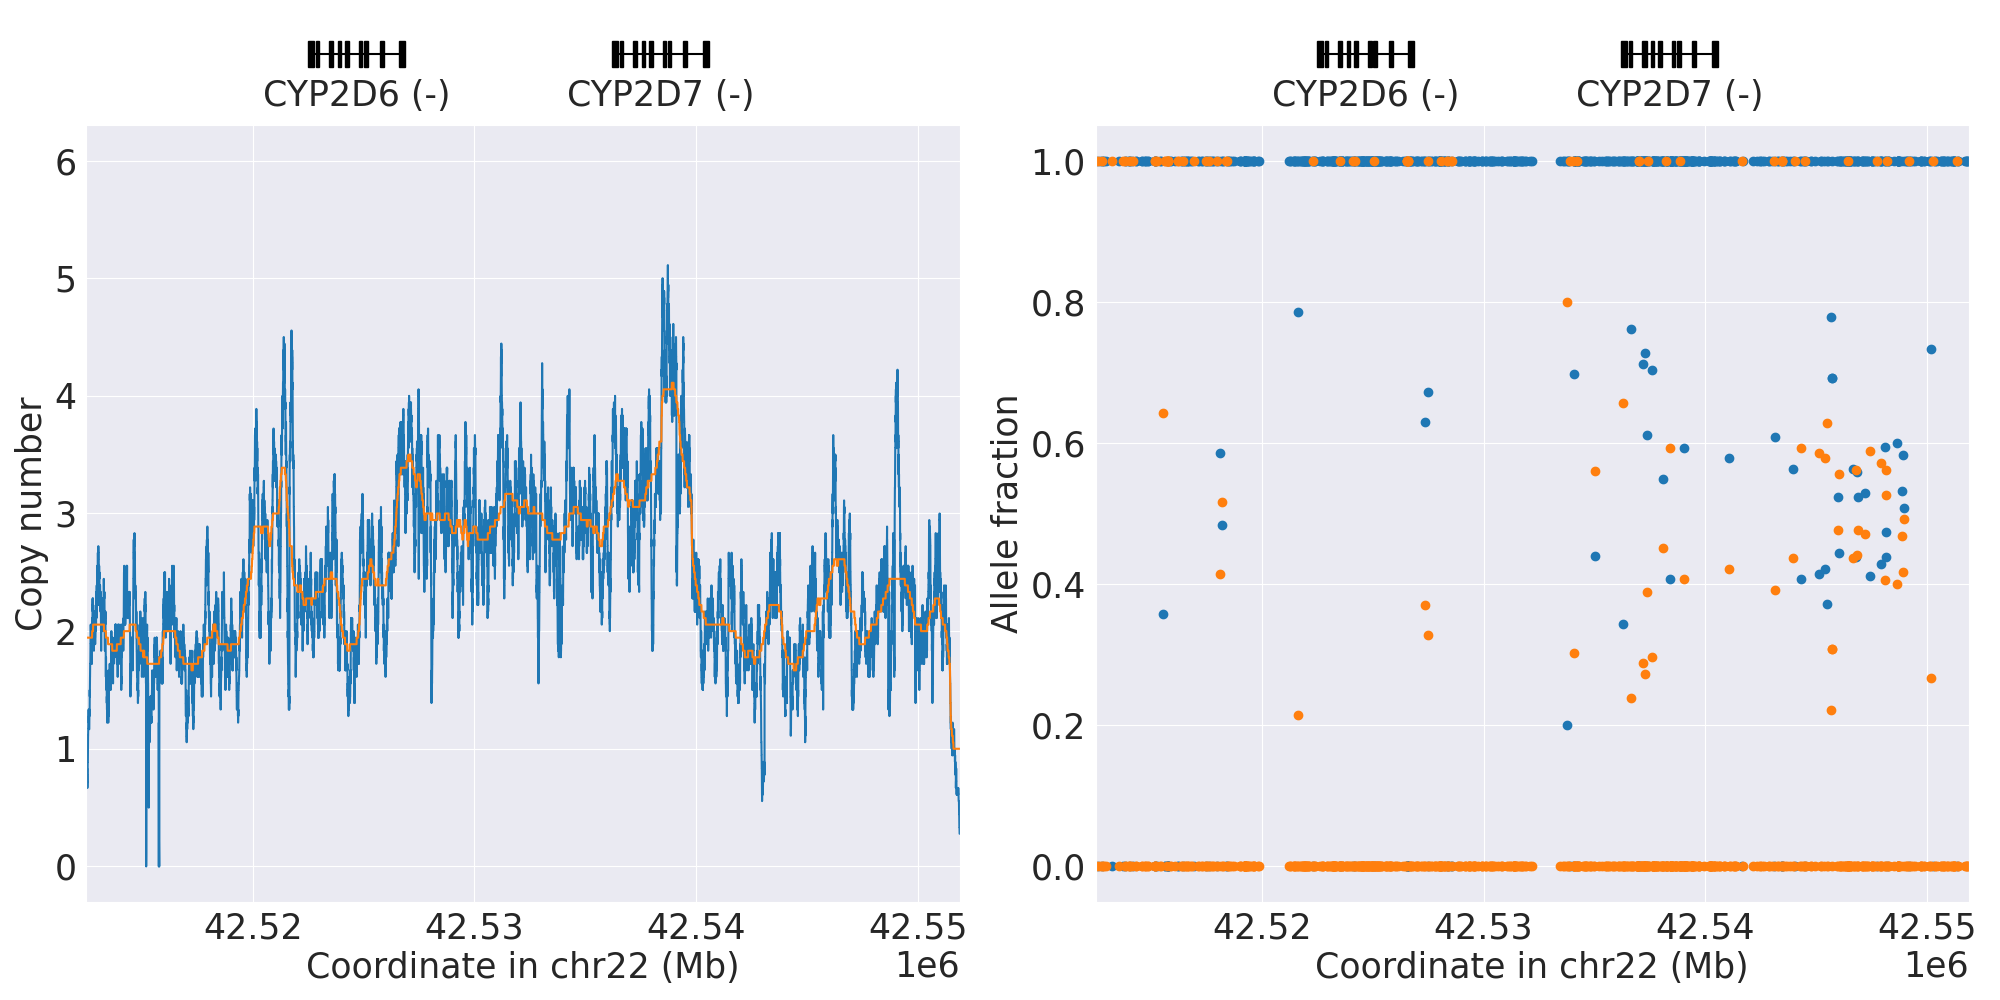 CYP2D6 (-) CYP2D7 (-)
6
5
4
3
2
1
0
Copy number
42.52 42.53 42.54 42.55
Coordinate in chr22 (Mb) 1e6
CYP2D6 (-) CYP2D7 (-)
1.0
0.8
0.6
0.4
0.2
0.0
Allele fraction
42.52 42.53 42.54 42.55
Coordinate in chr22 (Mb) 1e6